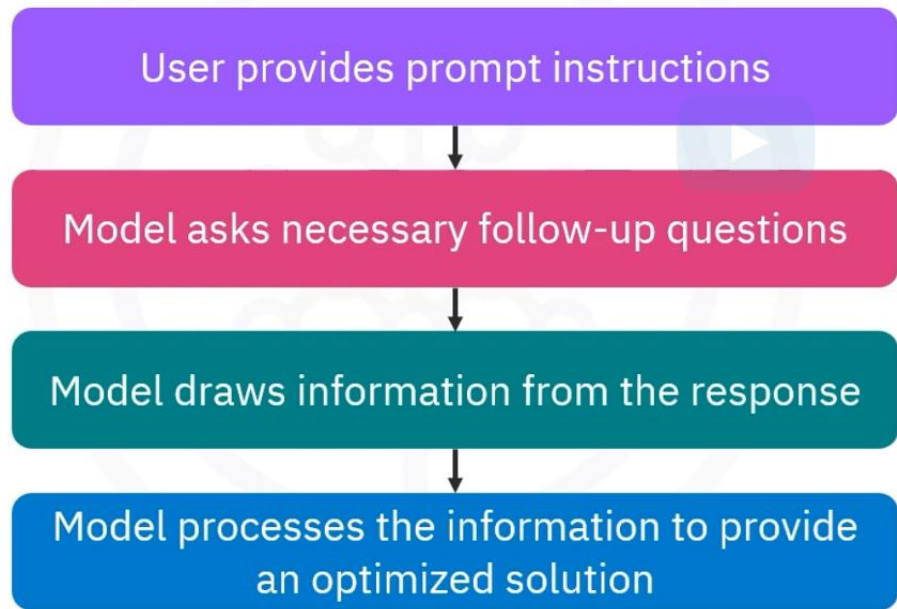 User provides prompt instructions
Model asks necessary follow-up questions
Model draws information from the response
Model processes the information to provide
an optimized solution